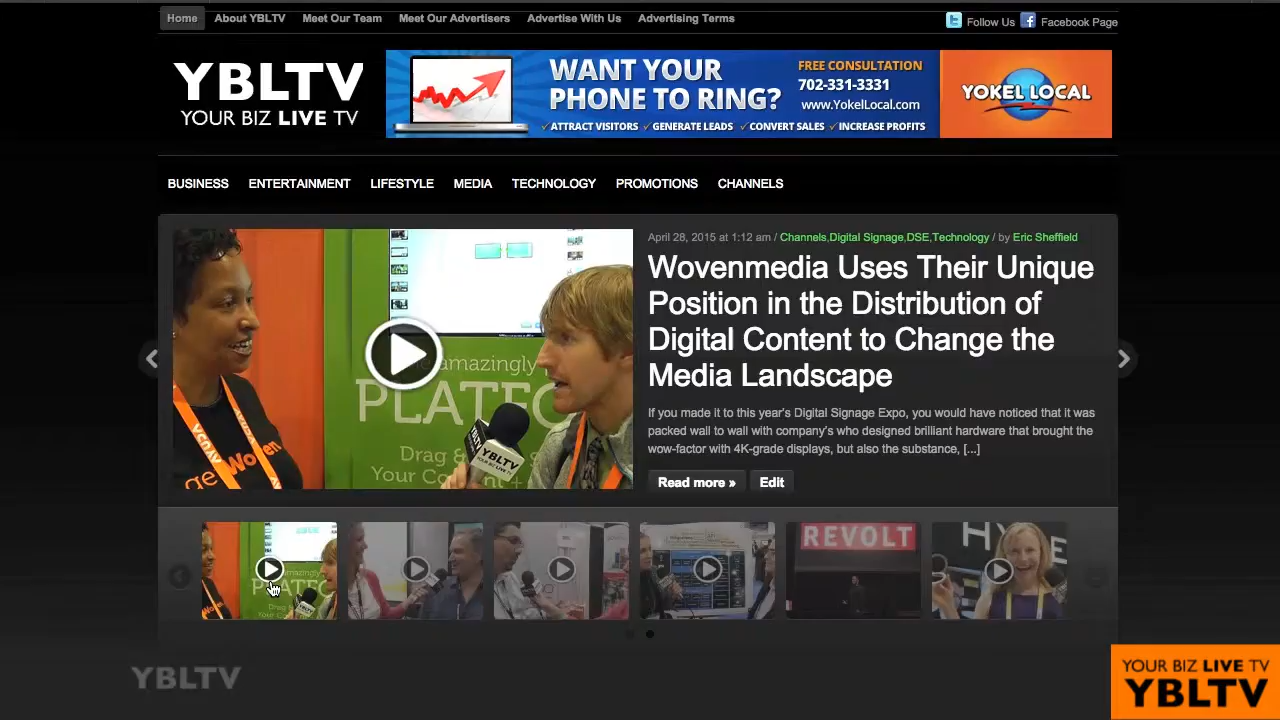 Home About YBLTV Meet Our Team Meet Our Advertisers Advertise With Us Advertising Terms Follow Us Facebook Page
YBLTV
YOUR BIZ LIVE TV
WANT YOUR
PHONE TO RING?
FREE CONSULTATION
702-331-3331
www.YokelLocal.com
✓ATTRACT VISITORS ✓GENERATE LEADS ✓CONVERT SALES ✓INCREASE PROFITS
YOKEL LOCAL
BUSINESS ENTERTAINMENT LIFESTYLE MEDIA TECHNOLOGY PROMOTIONS CHANNELS
amazingly
Drag &
Your Content +
YBLTV
YOUR BIZ LIVE TV
April 28, 2015 at 1:12 am / Channels,Digital Signage,DSE,Technology / by Eric Sheffield
Wovenmedia Uses Their Unique
Position in the Distribution of
Digital Content to Change the
Media Landscape
If you made it to this year's Digital Signage Expo, you would have noticed that it was
packed wall to wall with company's who designed brilliant hardware that brought the
wow-factor with 4K-grade displays, but also the substance, [...]
Read more » Edit
REVOLT
YBLTV
YOUR BIZ LIVE TV
YBLTV